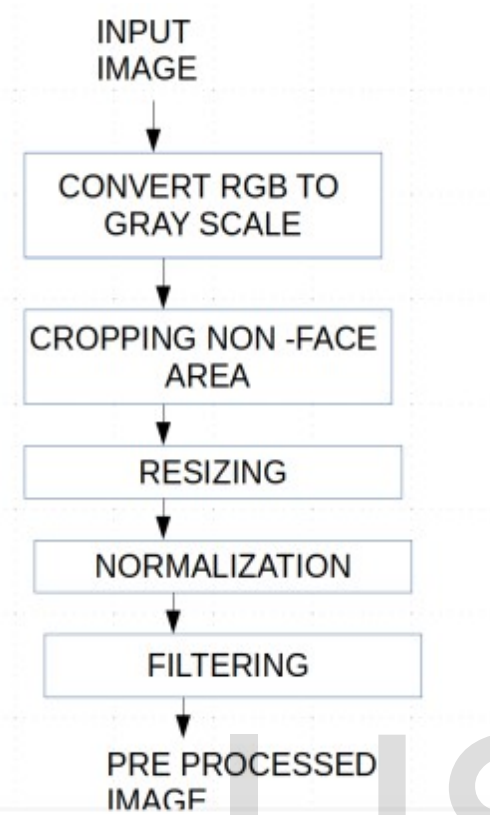 INPUT
IMAGE
CONVERT RGB TO
GRAY SCALE
CROPPING NON -FACE
AREA
RESIZING
NORMALIZATION
FILTERING
PRE PROCESSED
IMAGE